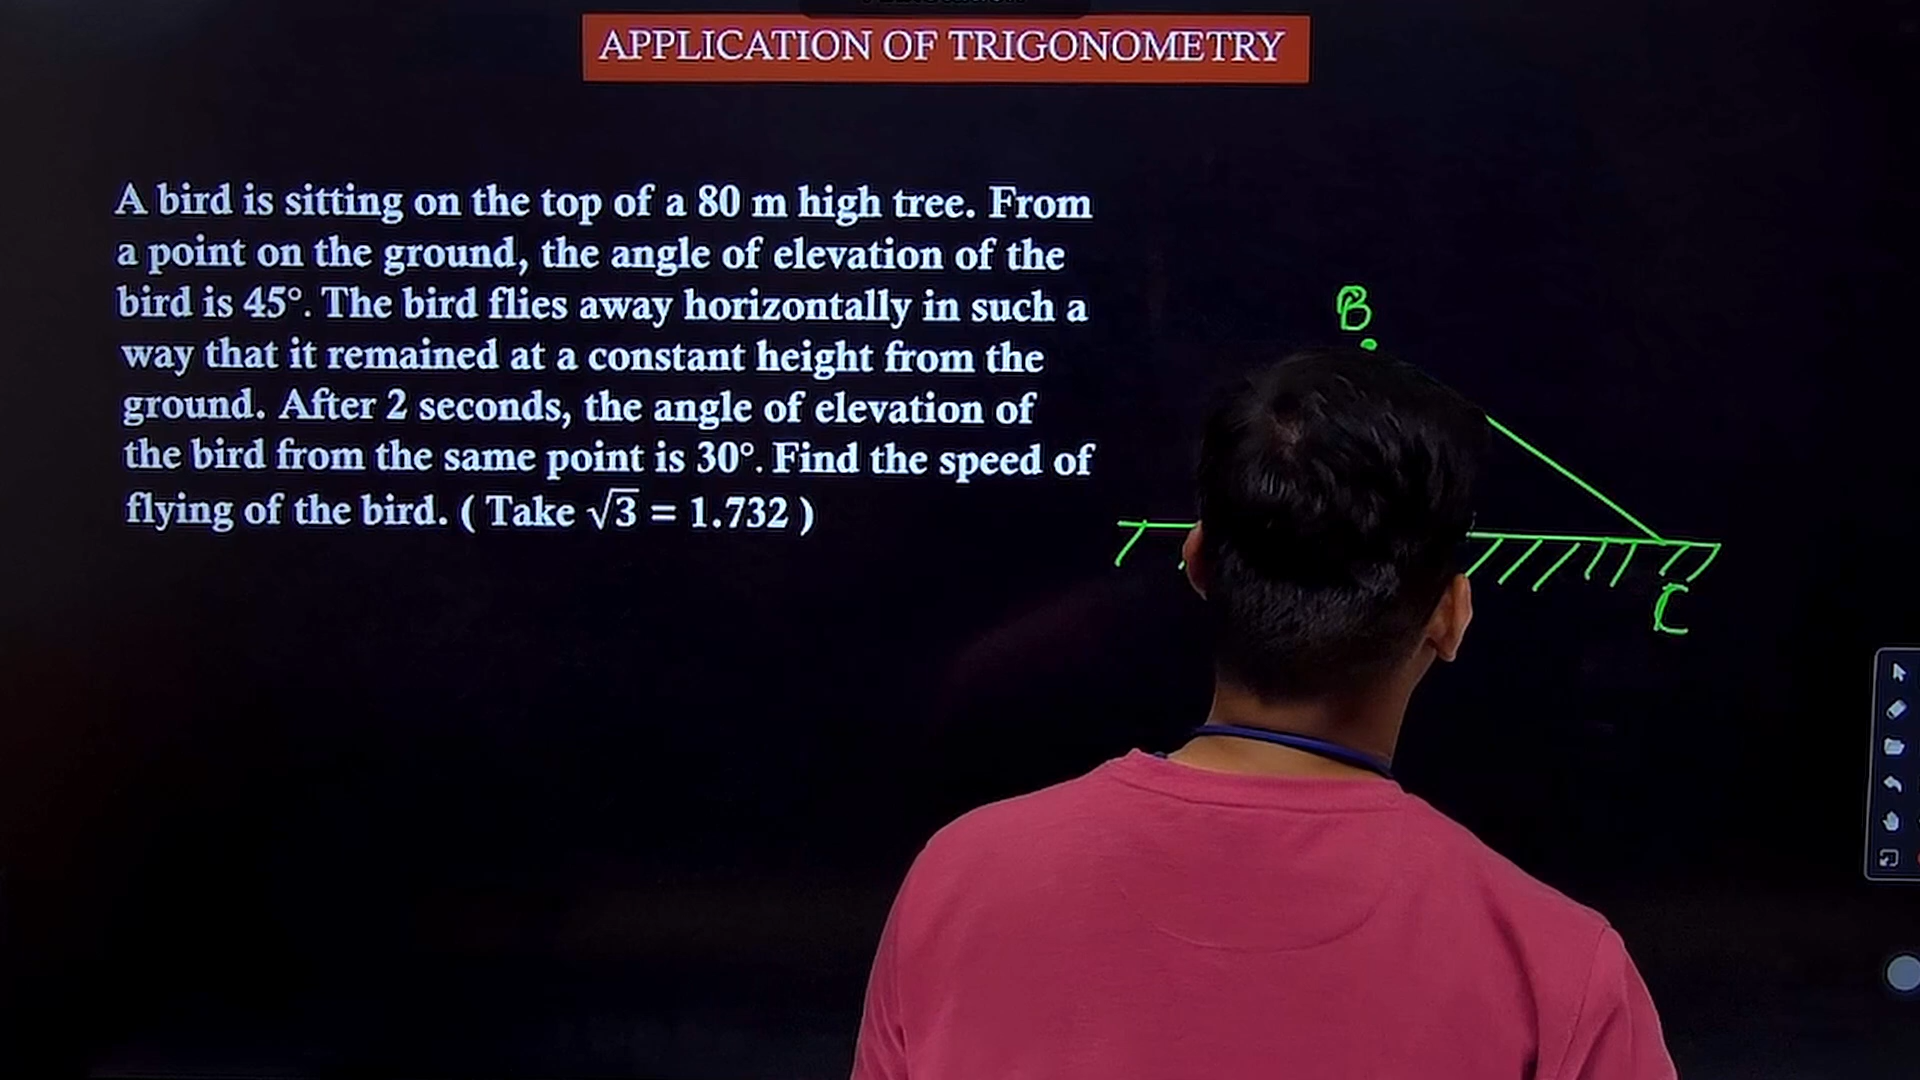 APPLICATION OF TRIGONOMETRY
A bird is sitting on the top of a 80 m high tree. From
a point on the ground, the angle of elevation of the
bird is 45°. The bird flies away horizontally in such a
way that it remained at a constant height from the
ground. After 2 seconds, the angle of elevation of
the bird from the same point is 30°. Find the speed of
flying of the bird. ( Take √3 = 1.732 )
B
C